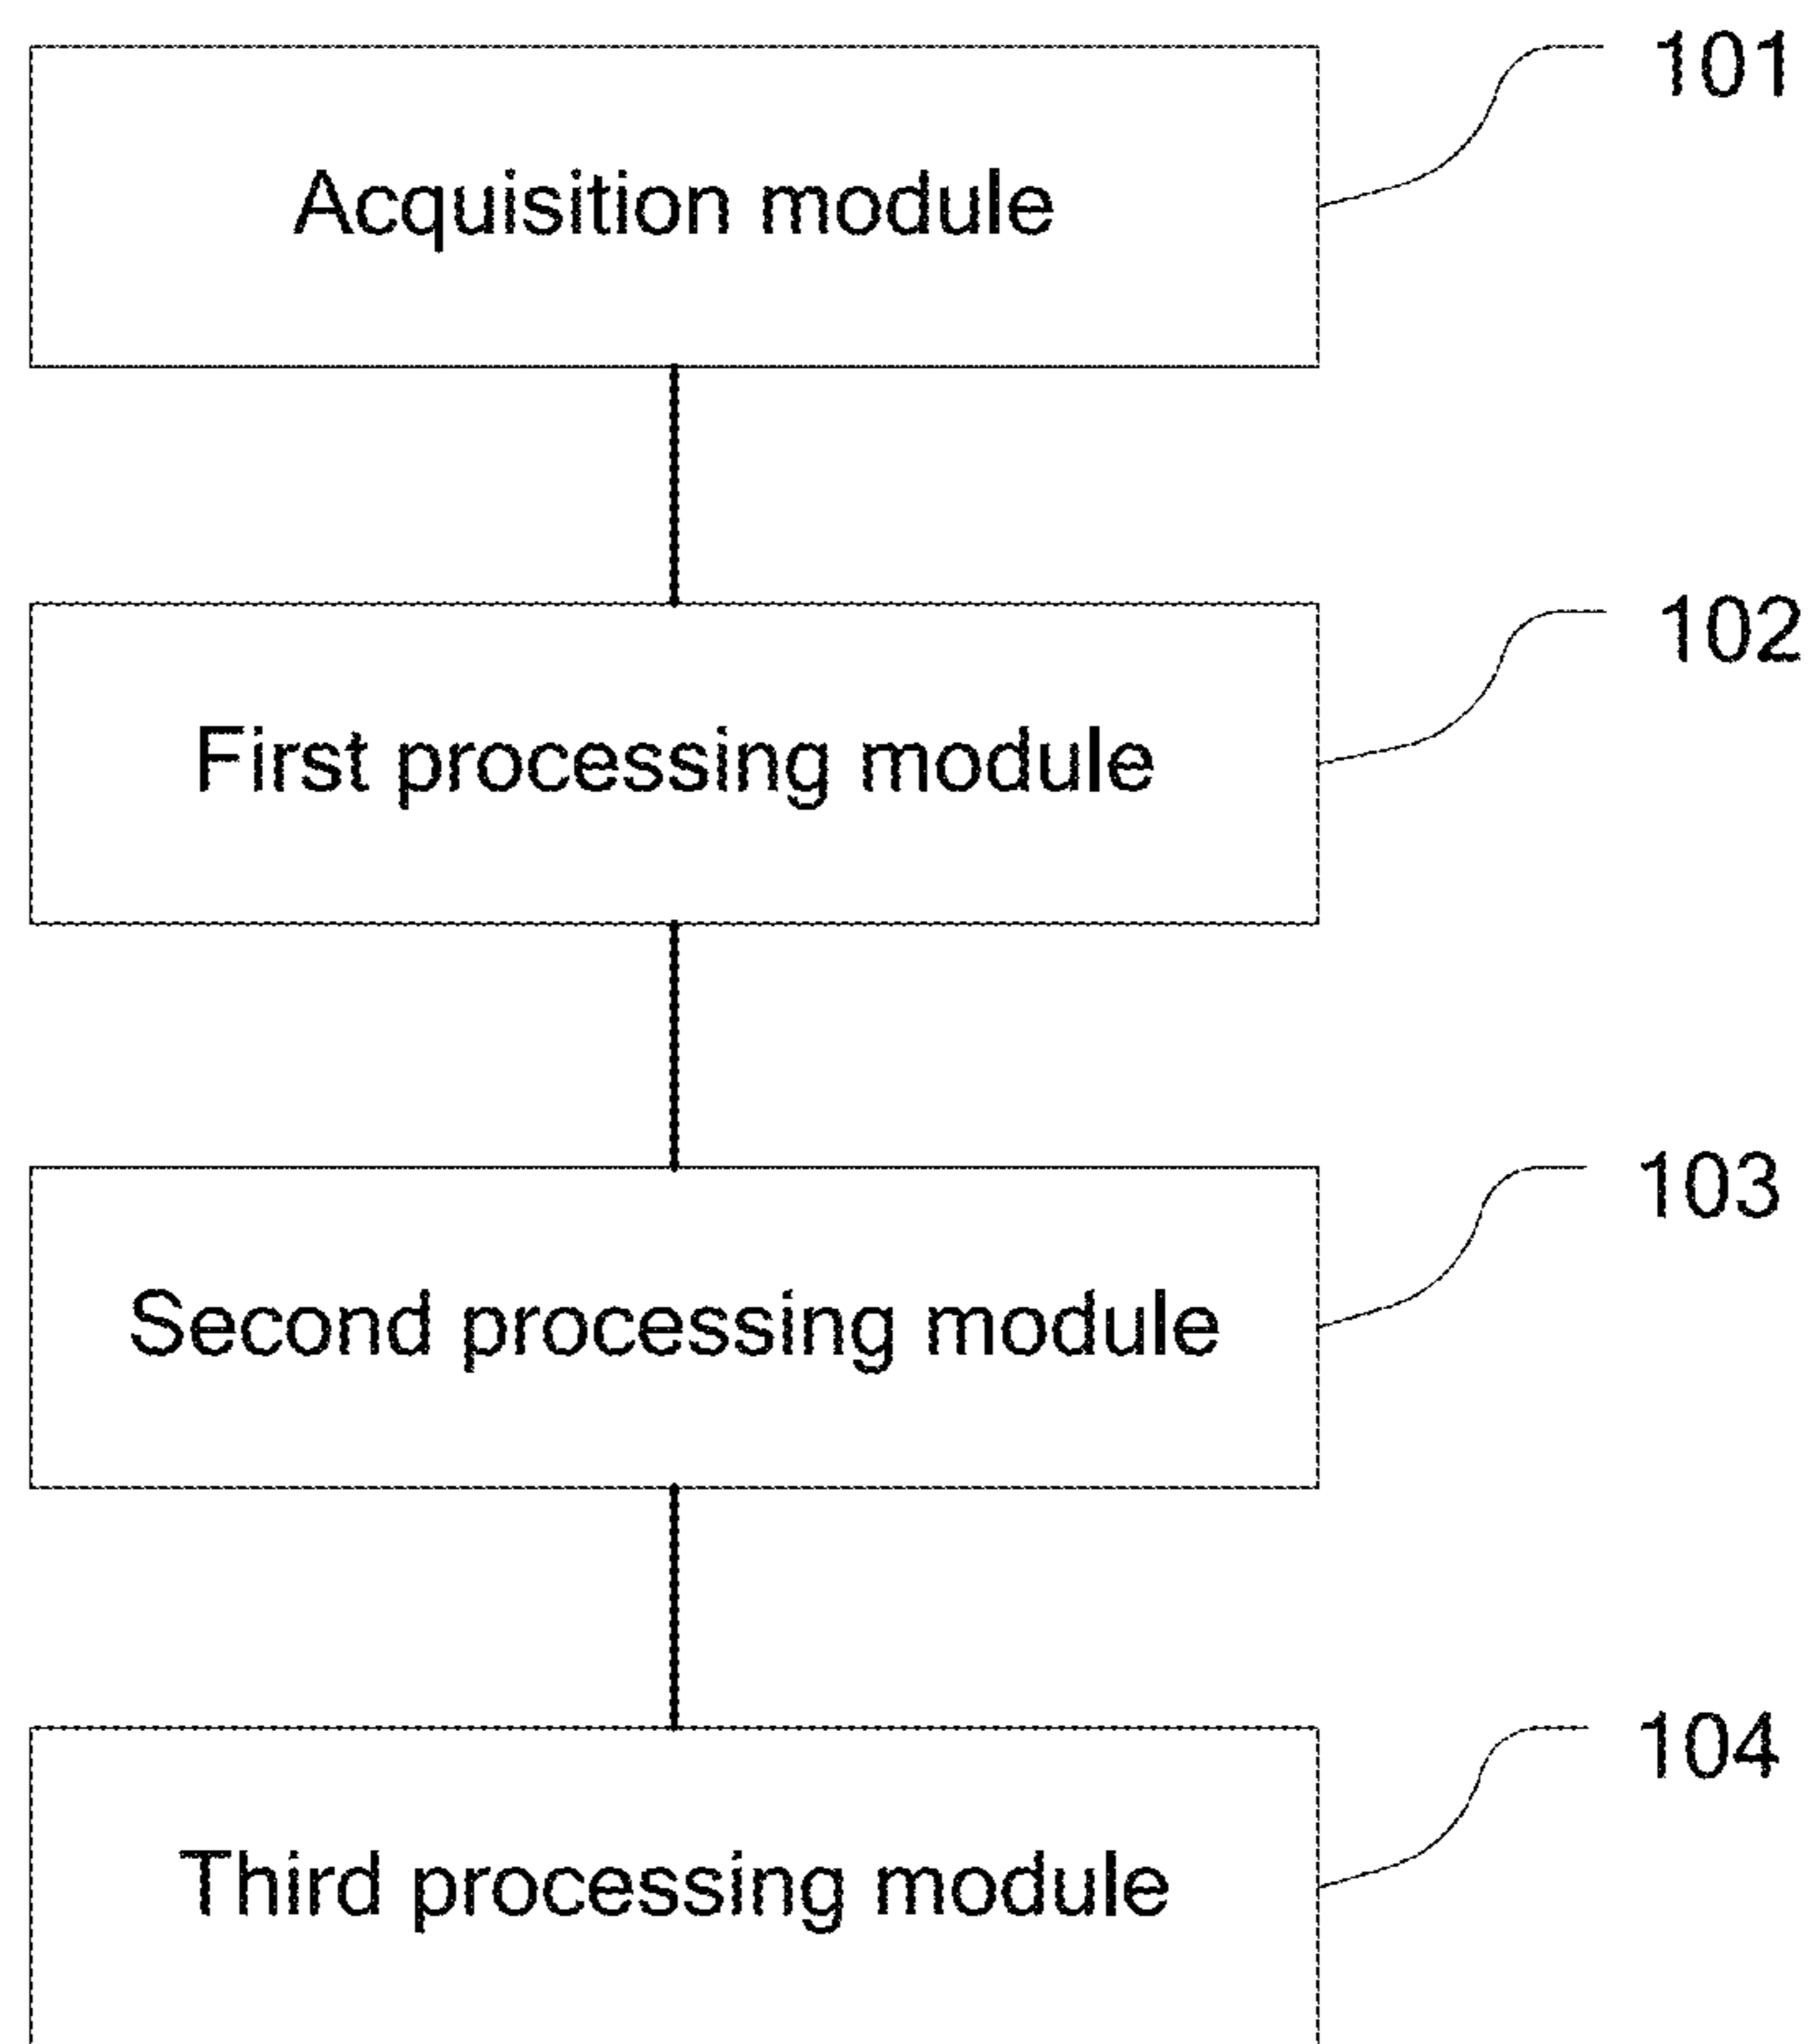 101
Acquisition module
102
First processing module
103
Second processing module
104
Third processing module